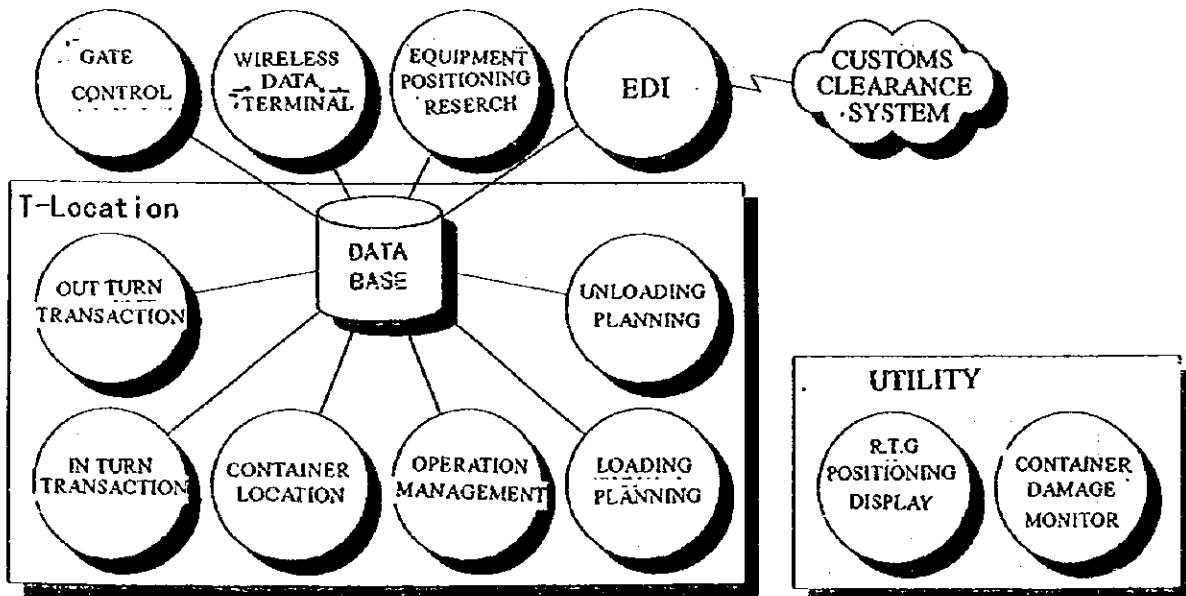 GATE
CONTROL
WIRELESS
DATA
TERMINAL
EQUIPMENT
POSITIONING
RESERCH
EDI
CUSTOMS
CLEARANCE
SYSTEM
T-Location
DATA
BASE
OUT TURN
TRANSACTION
UNLOADING
PLANNING
IN TURN
TRANSACTION
CONTAINER
LOCATION
OPERATION
MANAGEMENT
LOADING
PLANNING
UTILITY
R.T.G
POSITIONING
DISPLAY
CONTAINER
DAMAGE
MONITOR